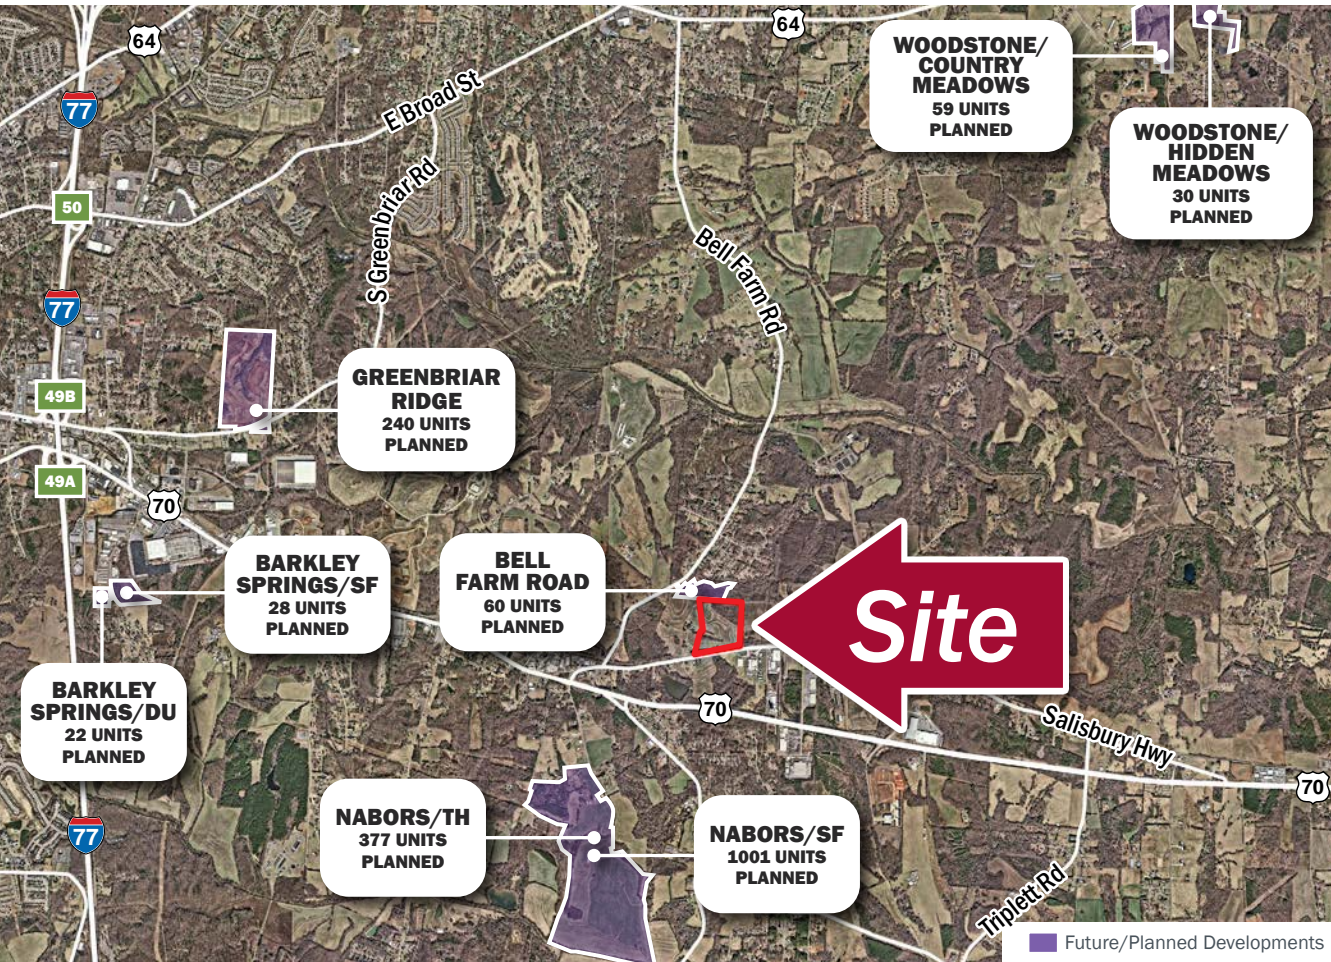 64
64
77
E Broad St
WOODSTONE/
COUNTRY
MEADOWS
59 UNITS
PLANNED
WOODSTONE/
HIDDEN
MEADOWS
30 UNITS
PLANNED
S Greenbriar Rd
50
Bell Farm Rd
77
GREENBRIAR
RIDGE
240 UNITS
PLANNED
49B
49A
70
BARKLEY
SPRINGS/SF
28 UNITS
PLANNED
BELL
FARM ROAD
60 UNITS
PLANNED
Site
BARKLEY
SPRINGS/DU
22 UNITS
PLANNED
70
Salisbury Hwy
70
77
NABORS/TH
377 UNITS
PLANNED
NABORS/SF
1001 UNITS
PLANNED
Triplett Rd
Future/Planned Developments